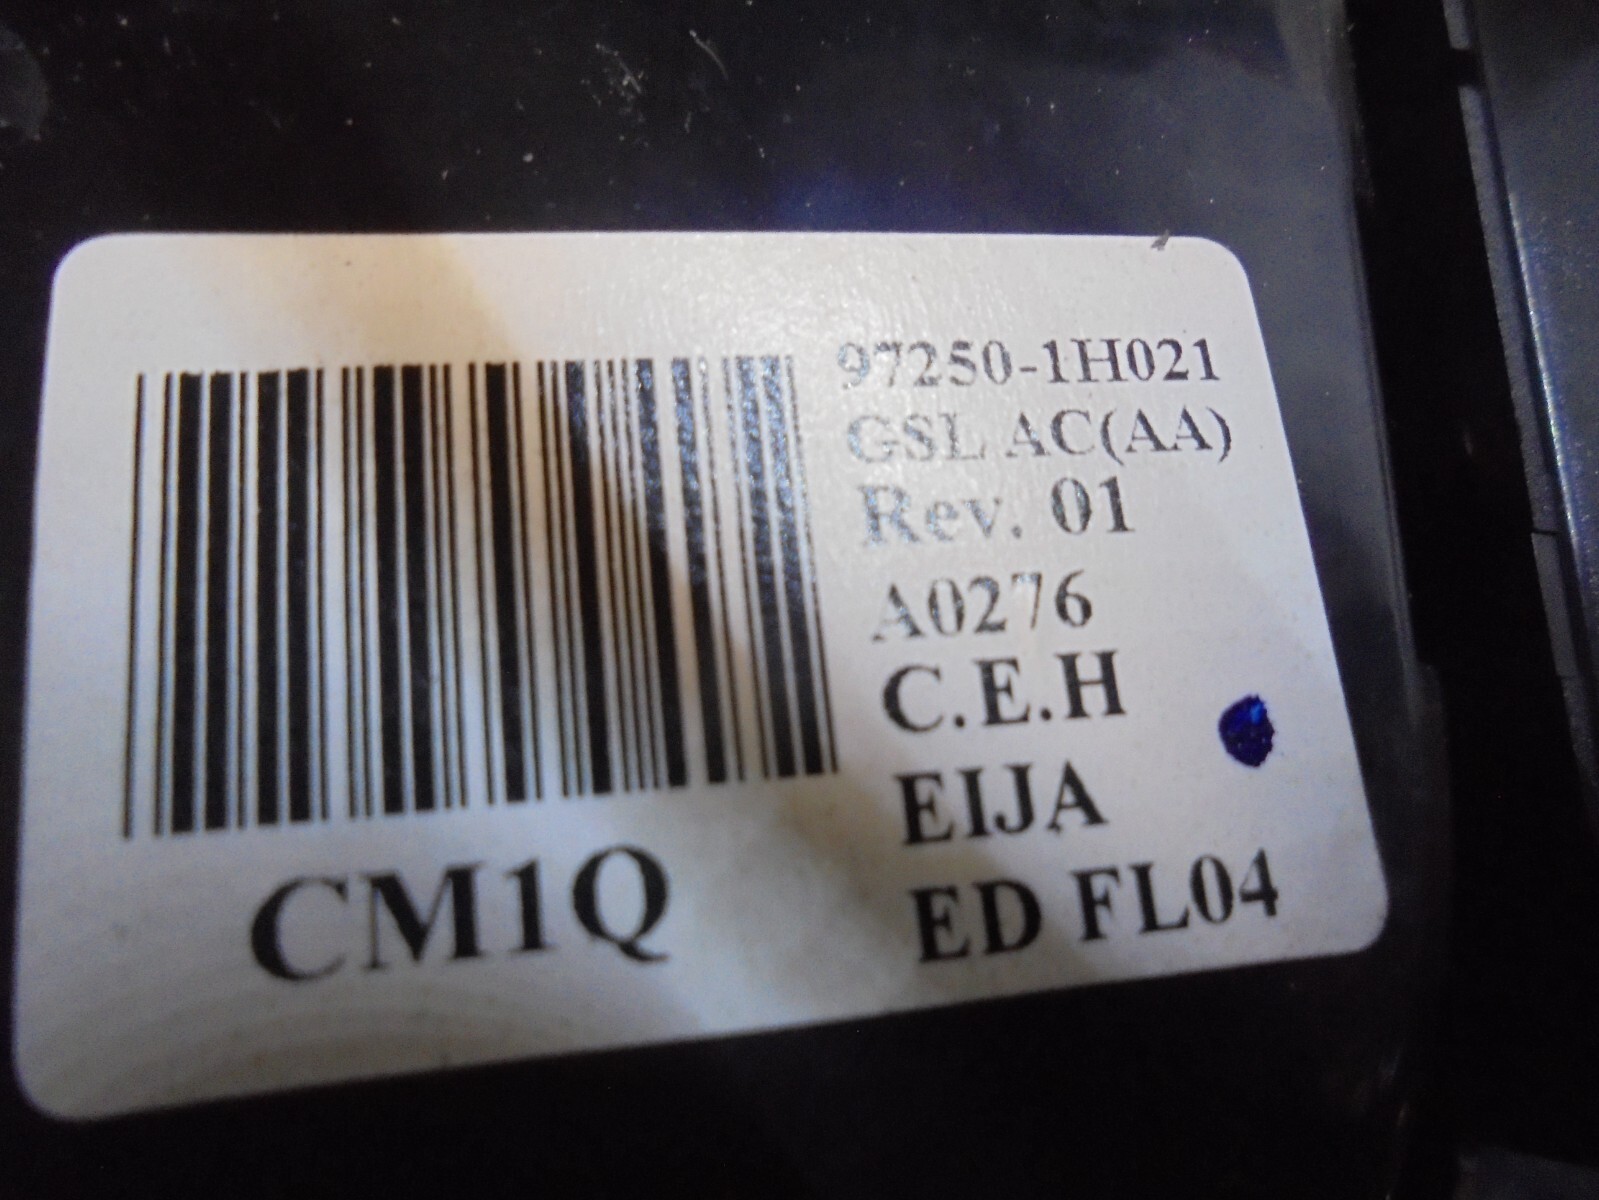 97250-1H021
GSL AC(AA)
Rev. 01
A0276
C.E.H
EIJA
ED FL04
CM1Q